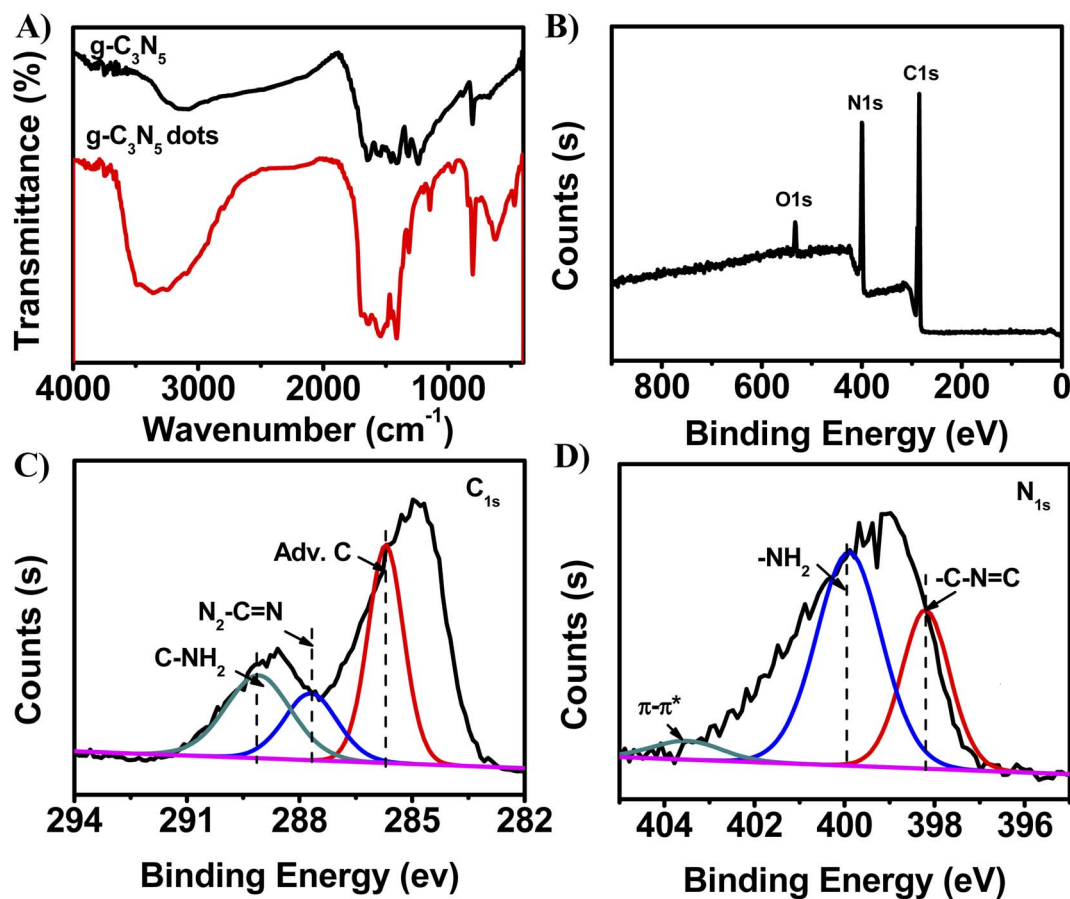 A)
g-C₃N₅
g-C₃N₅ dots
Transmittance (%)
4000 3000 2000 1000
Wavenumber (cm⁻¹)
B)
C1s
N1s
O1s
Counts (s)
800 600 400 200 0
Binding Energy (eV)
C)
C₁s
Adv. C
N₂-C=N
C-NH₂
Counts (s)
294 291 288 285 282
Binding Energy (ev)
D)
N₁s
-NH₂
-C-N=C
π-π*
Counts (s)
404 402 400 398 396
Binding Energy (eV)